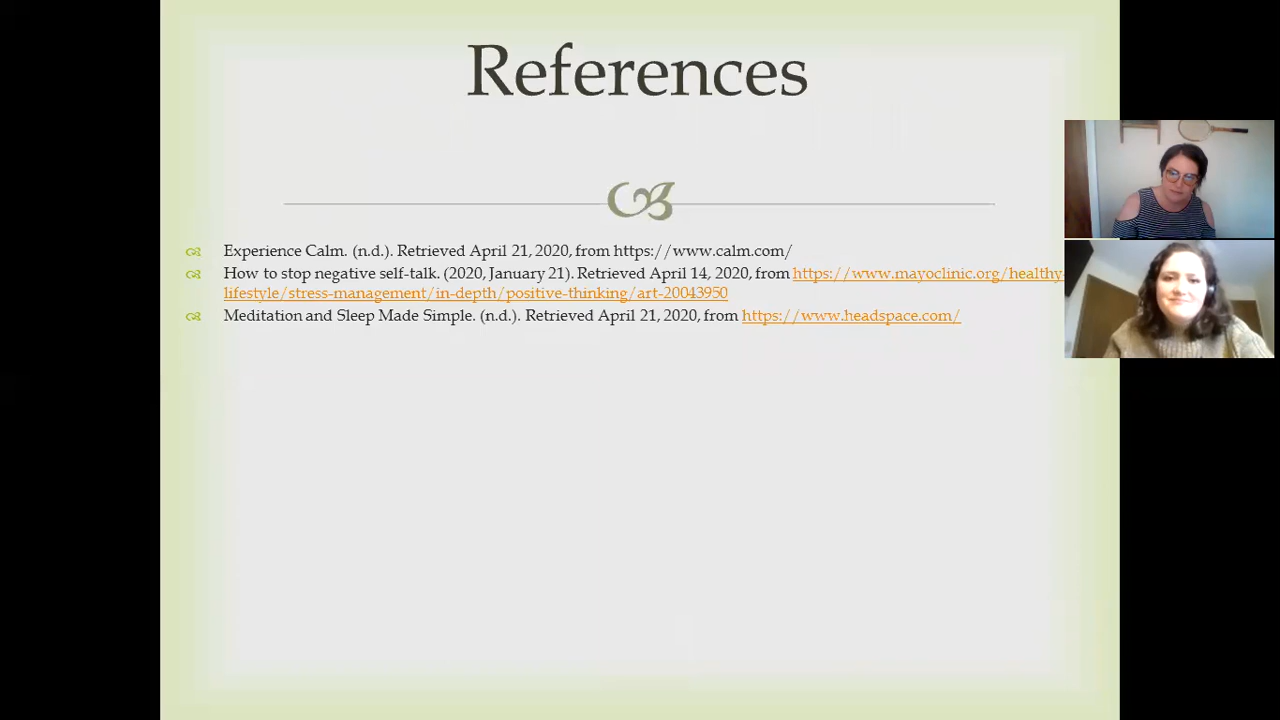 References
Experience Calm. (n.d.). Retrieved April 21, 2020, from https://www.calm.com/
How to stop negative self-talk. (2020, January 21). Retrieved April 14, 2020, from https://www.mayoclinic.org/healthy-
lifestyle/stress-management/in-depth/positive-thinking/art-20043950
Meditation and Sleep Made Simple. (n.d.). Retrieved April 21, 2020, from https://www.headspace.com/